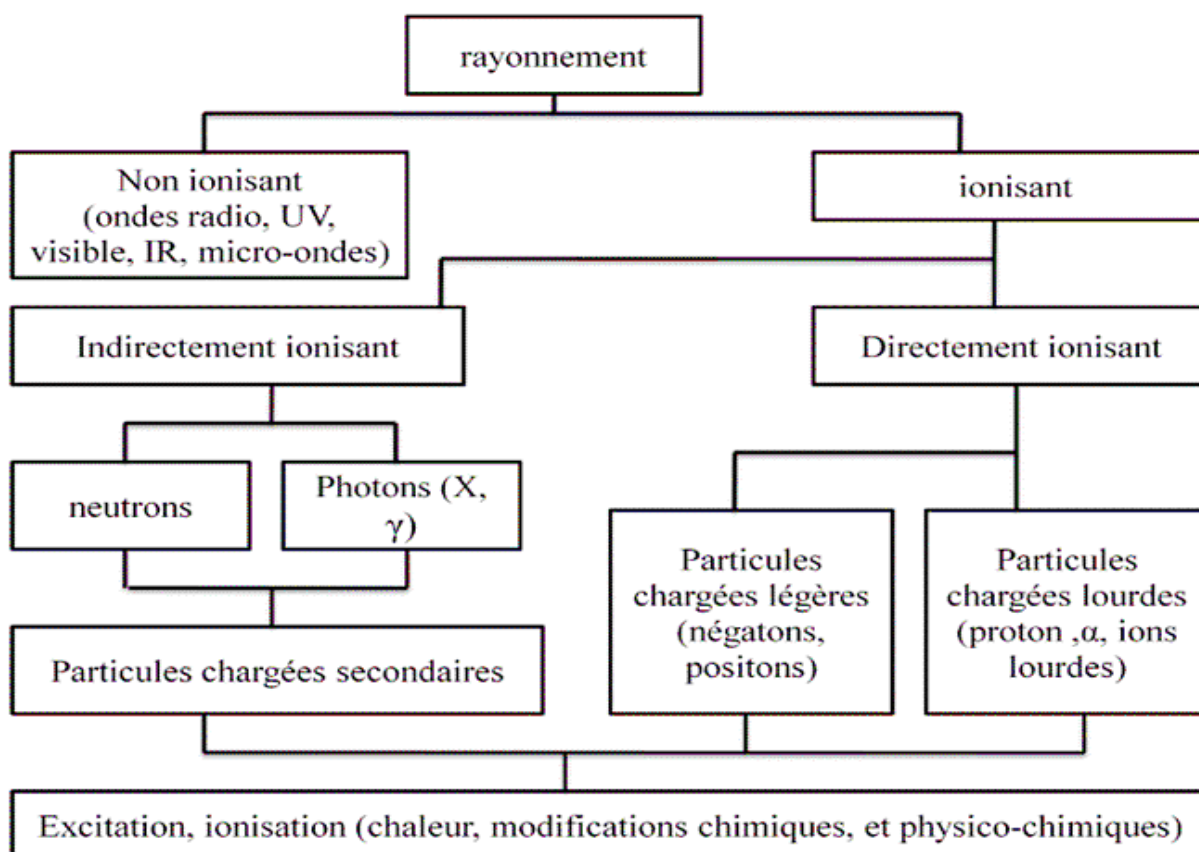 rayonnement
Non ionisant
(ondes radio, UV,
visible, IR, micro-ondes)
ionisant
Indirectement ionisant
Directement ionisant
neutrons
Photons (X,
γ)
Particules
chargées légères
(négatons,
positons)
Particules
chargées lourdes
(proton ,α, ions
lourdes)
Particules chargées secondaires
Excitation, ionisation (chaleur, modifications chimiques, et physico-chimiques)